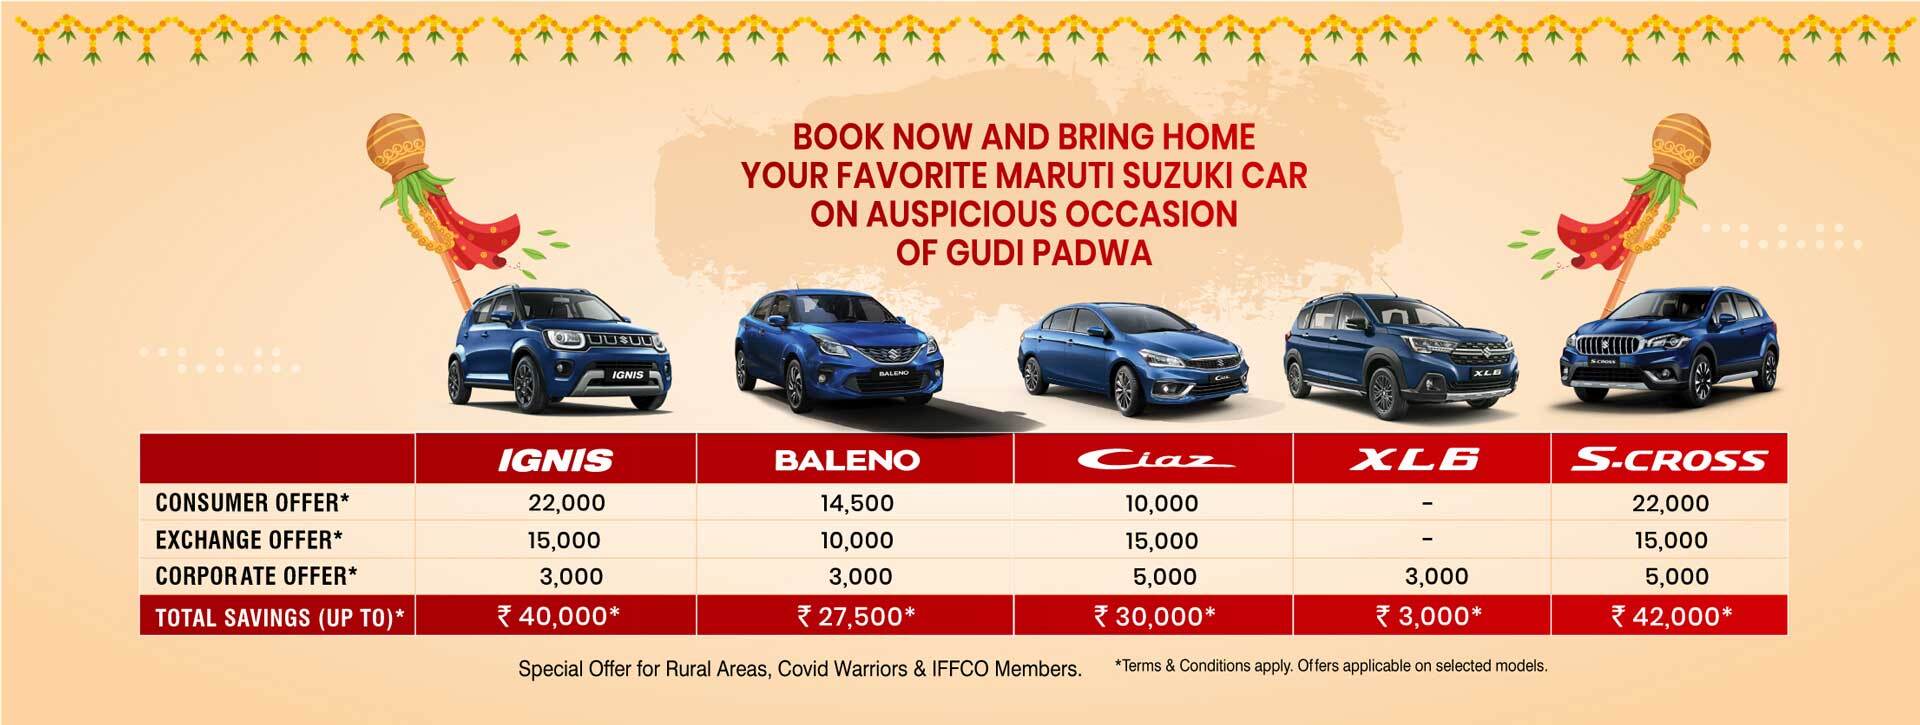 BOOK NOW AND BRING HOME
YOUR FAVORITE MARUTI SUZUKI CAR
ON AUSPICIOUS OCCASION
OF GUDI PADWA
SUZUKI
IGNIS
BALENO
Ciaz
XL6
S-CROSS
IGNIS BALENO Ciaz XL6 S-CROSS
CONSUMER OFFER* 22,000 14,500 10,000 - 22,000
EXCHANGE OFFER* 15,000 10,000 15,000 - 15,000
CORPORATE OFFER* 3,000 3,000 5,000 3,000 5,000
TOTAL SAVINGS (UP TO)* ₹ 40,000* ₹ 27,500* ₹ 30,000* ₹ 3,000* ₹ 42,000*
Special Offer for Rural Areas, Covid Warriors & IFFCO Members. *Terms & Conditions apply. Offers applicable on selected models.